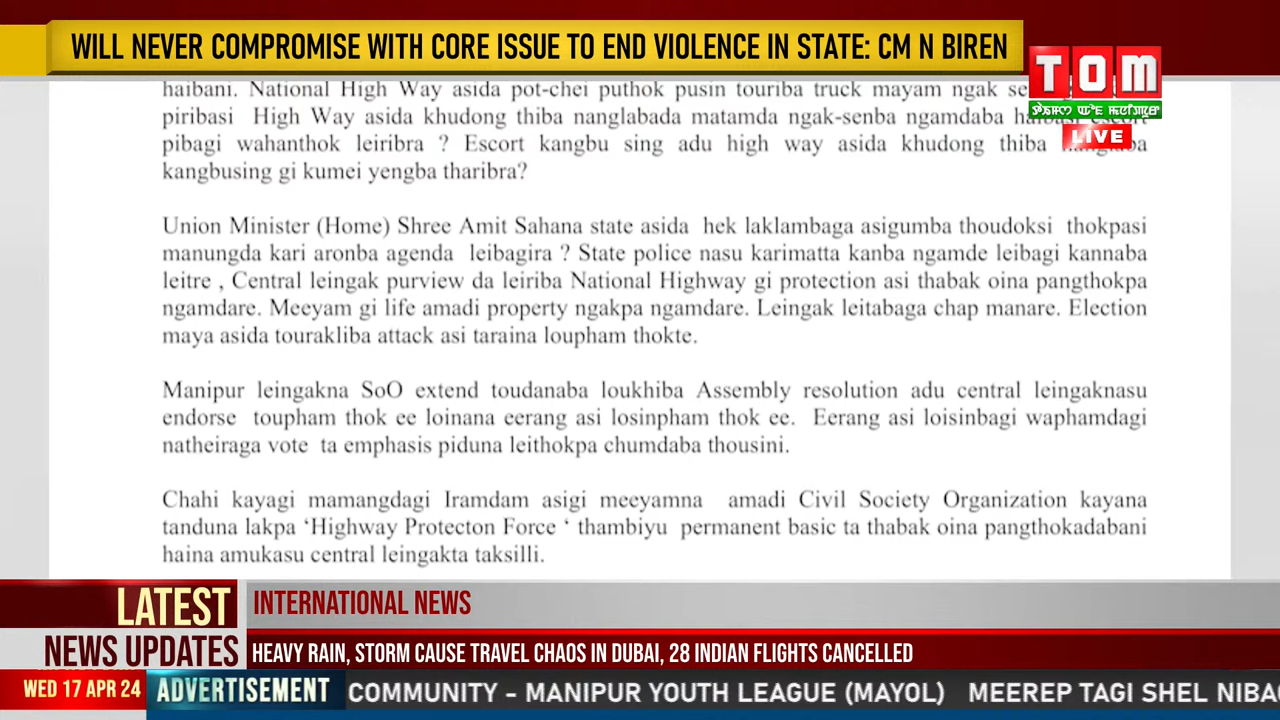 WILL NEVER COMPROMISE WITH CORE ISSUE TO END VIOLENCE IN STATE: CM N BIREN
TOM
LIVE
haibani. National High Way asida pot-chei puthok pusin touriba truck mayam ngak
piribasi High Way asida khudong thiba nanglabada matamda ngak-senba ngamdaba haibasi escort
pibagi wahanthok leiribra ? Escort kangbu sing adu high way asida khudong thiba nanglaba
kangbusing gi kumei yengba tharibra?
Union Minister (Home) Shree Amit Sahana state asida hek laklambaga asigumba thoudoksi thokpasi
manungda kari aronba agenda leibagira ? State police nasu karimatta kanba ngamde leibagi kannaba
leitre , Central leingak purview da leiriba National Highway gi protection asi thabak oina pangthokpa
ngamdare. Meeyam gi life amadi property ngakpa ngamdare. Leingak leitabaga chap manare. Election
maya asida tourakliba attack asi taraina loupham thokte.
Manipur leingakna SoO extend toudanaba loukhiba Assembly resolution adu central leingaknasu
endorse toupham thok ee loinana eerang asi losinpham thok ee. Eerang asi loisinbagi waphamdagi
natheiraga vote ta emphasis piduna leithokpa chumdaba thousini.
Chahi kayagi mamangdagi Iramdam asigi meeyamna amadi Civil Society Organization kayana
tanduna lakpa ‘Highway Protecton Force ‘ thambiyu permanent basic ta thabak oina pangthokadabani
haina amukasu central leingakta taksilli.
LATEST
NEWS UPDATES
INTERNATIONAL NEWS
HEAVY RAIN, STORM CAUSE TRAVEL CHAOS IN DUBAI, 28 INDIAN FLIGHTS CANCELLED
WED 17 APR 24
ADVERTISEMENT
COMMUNITY - MANIPUR YOUTH LEAGUE (MAYOL) MEEREP TAGI SHEL NIBA